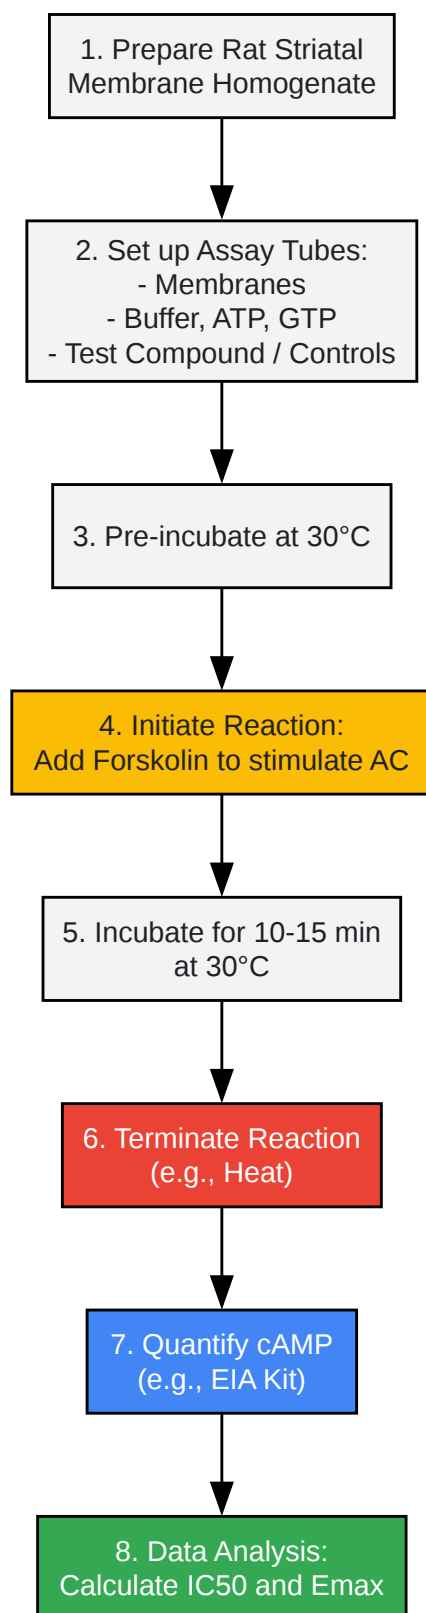 1. Prepare Rat Striatal
Membrane Homogenate
2. Set up Assay Tubes:
- Membranes
- Buffer, ATP, GTP
- Test Compound / Controls
3. Pre-incubate at 30°C
4. Initiate Reaction:
Add Forskolin to stimulate AC
5. Incubate for 10-15 min
at 30°C
6. Terminate Reaction
(e.g., Heat)
7. Quantify cAMP
(e.g., EIA Kit)
8. Data Analysis:
Calculate IC50 and Emax